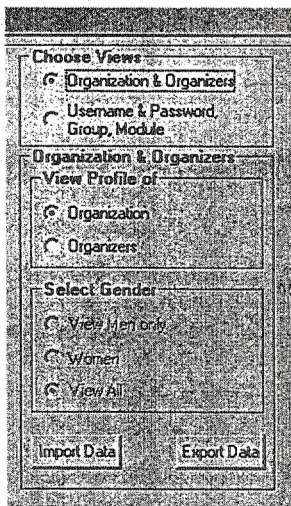 Choose Views
Organization & Organizers
Username & Password,
Group, Module
Organization & Organizers
View Profile of
Organization
Organizers
Select Gender
View Men only
Women
View All
Import Data
Export Data